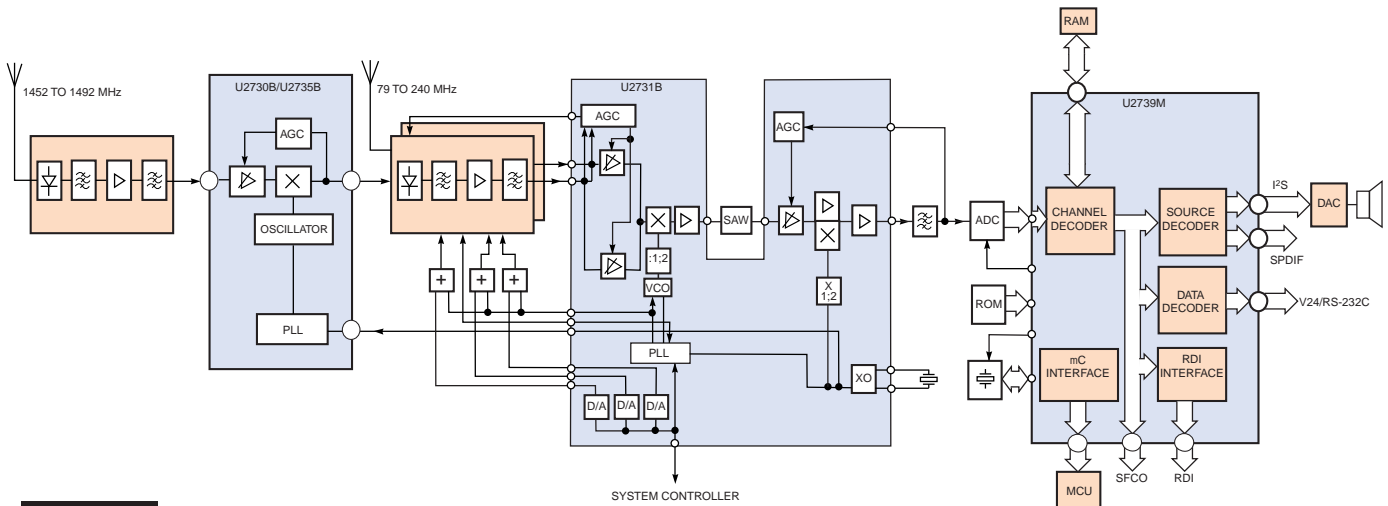 RAM
1452 TO 1492 MHz
U2730B/U2735B
79 TO 240 MHz
U2731B
U2739M
AGC
OSCILLATOR
PLL
AGC
:1;2
VCO
PLL
D/A
D/A
D/A
+
+
+
SAW
AGC
X
1;2
XO
SYSTEM CONTROLLER
ADC
ROM
CHANNEL
DECODER
SOURCE
DECODER
I²S
DAC
SPDIF
DATA
DECODER
V24/RS-232C
mC
INTERFACE
RDI
INTERFACE
MCU
SFCO
RDI